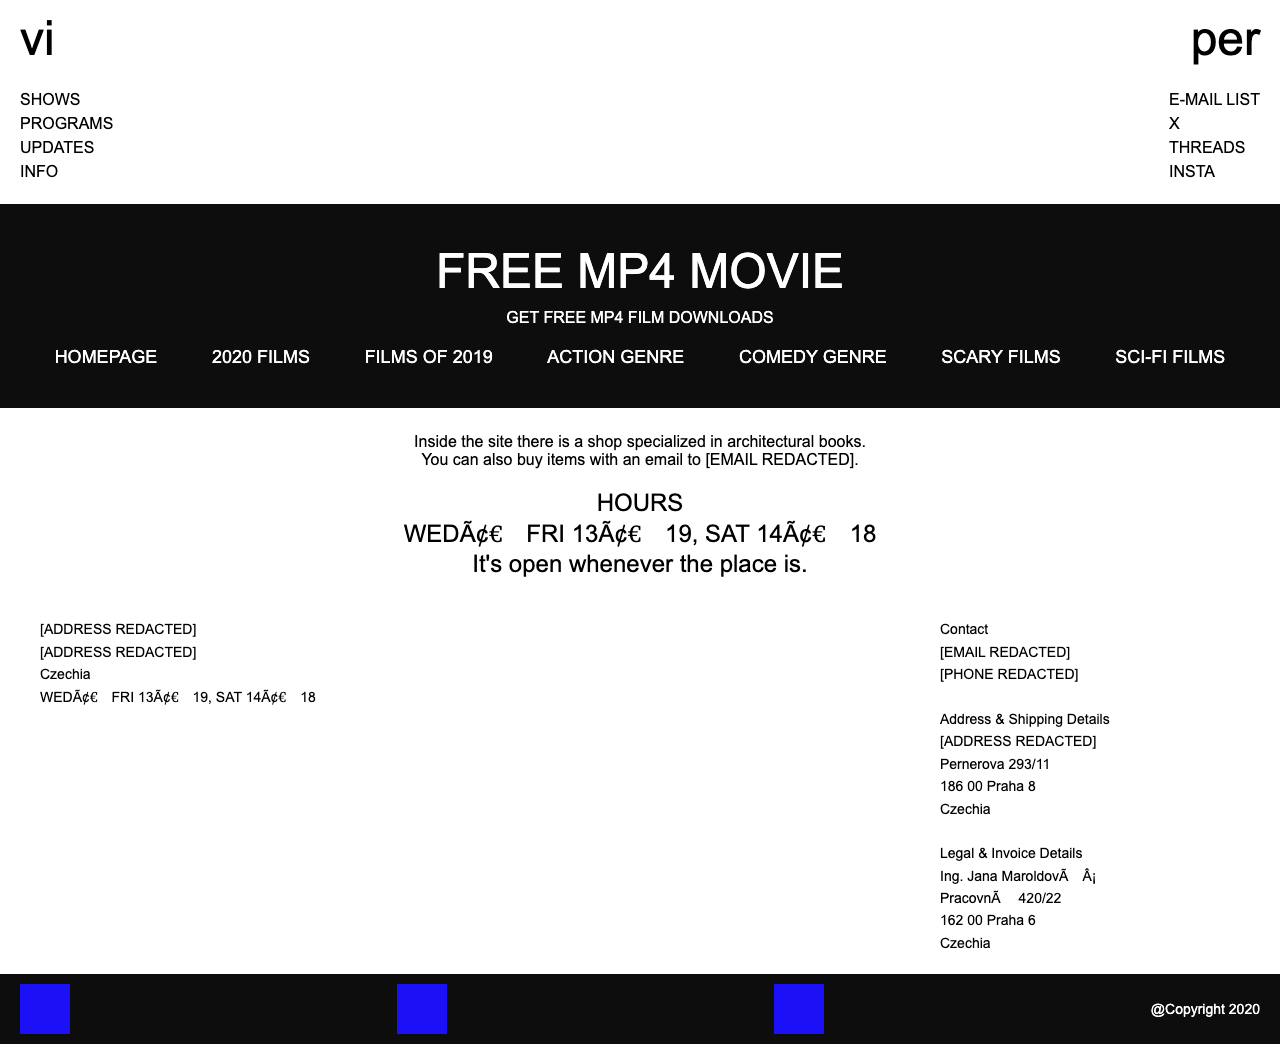 vi
per
SHOWS
PROGRAMS
UPDATES
INFO
E-MAIL LIST
X
THREADS
INSTA
FREE MP4 MOVIE
GET FREE MP4 FILM DOWNLOADS
HOMEPAGE 2020 FILMS FILMS OF 2019 ACTION GENRE COMEDY GENRE SCARY FILMS SCI-FI FILMS
Inside the site there is a shop specialized in architectural books.
You can also buy items with an email to [EMAIL REDACTED].
HOURS
WEDÃ¢€ FRI 13Ã¢€ 19, SAT 14Ã¢€ 18
It's open whenever the place is.
[ADDRESS REDACTED]
[ADDRESS REDACTED]
Czechia
WEDÃ¢€ FRI 13Ã¢€ 19, SAT 14Ã¢€ 18
Contact
[EMAIL REDACTED]
[PHONE REDACTED]
Address & Shipping Details
[ADDRESS REDACTED]
Pernerova 293/11
186 00 Praha 8
Czechia
Legal & Invoice Details
Ing. Jana MaroldovÃ Â¡
PracovnÃ 420/22
162 00 Praha 6
Czechia
@Copyright 2020